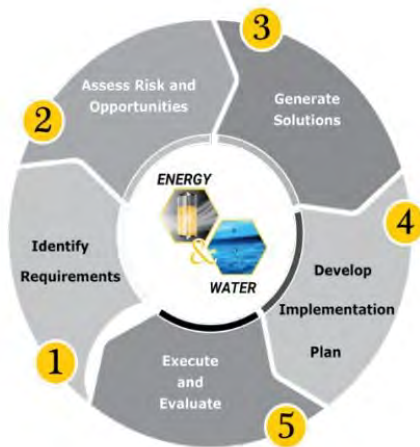 1
Identify
Requirements
2
Assess Risk and
Opportunities
3
Generate
Solutions
4
Develop
Implementation
Plan
5
Execute
and
Evaluate
ENERGY
&
WATER